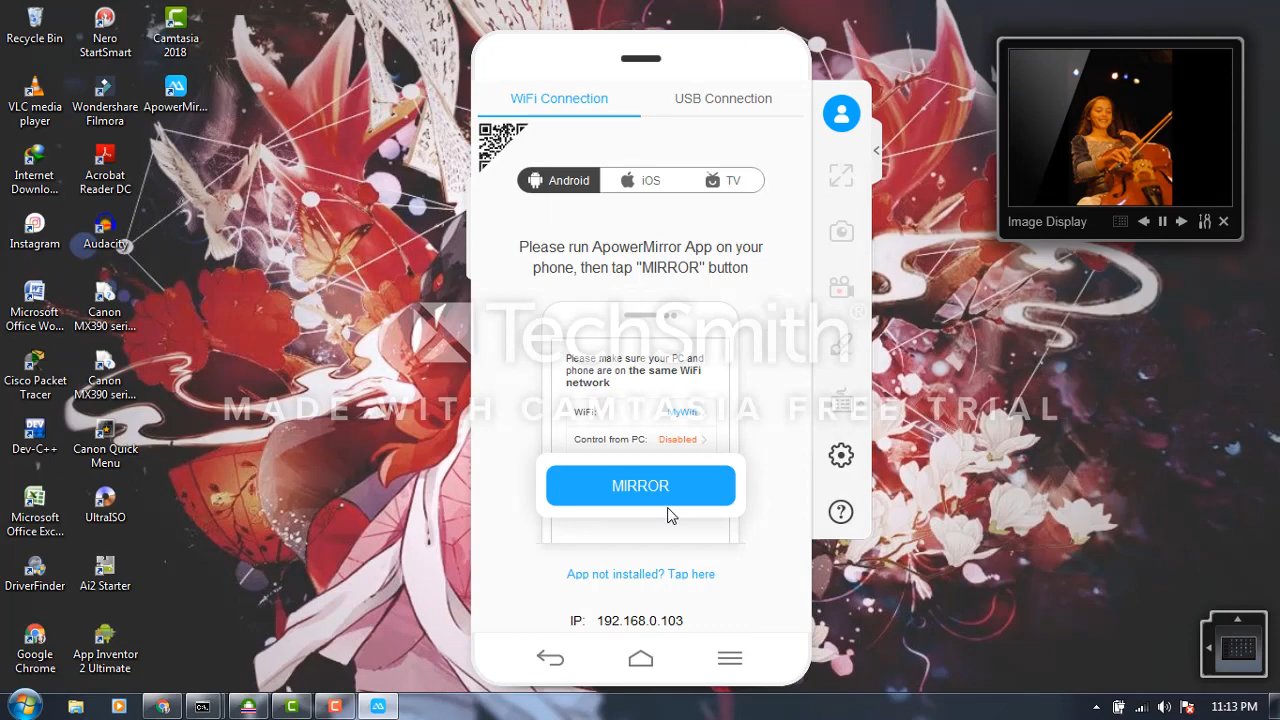 Recycle Bin
Nero StartSmart
Camtasia 2018
VLC media player
Wondershare Filmora
ApowerMir...
Internet Downlo...
Acrobat Reader DC
Instagram
Audacity
Microsoft Office Wo...
Canon MX390 seri...
Cisco Packet Tracer
Canon MX390 seri...
Dev-C++
Canon Quick Menu
Microsoft Office Exc...
UltraISO
DriverFinder
Ai2 Starter
Google Chrome
App Inventor 2 Ultimate
WiFi Connection
USB Connection
Android
iOS
TV
Please run ApowerMirror App on your
phone, then tap "MIRROR" button
TechSmith®
Please make sure your PC and
phone are on the same WiFi
network
MADE WITH CAMTASIA FREE TRIAL
WiFi: MyWifi
Control from PC: Disabled >
MIRROR
App not installed? Tap here
IP: 192.168.0.103
Image Display
11:13 PM